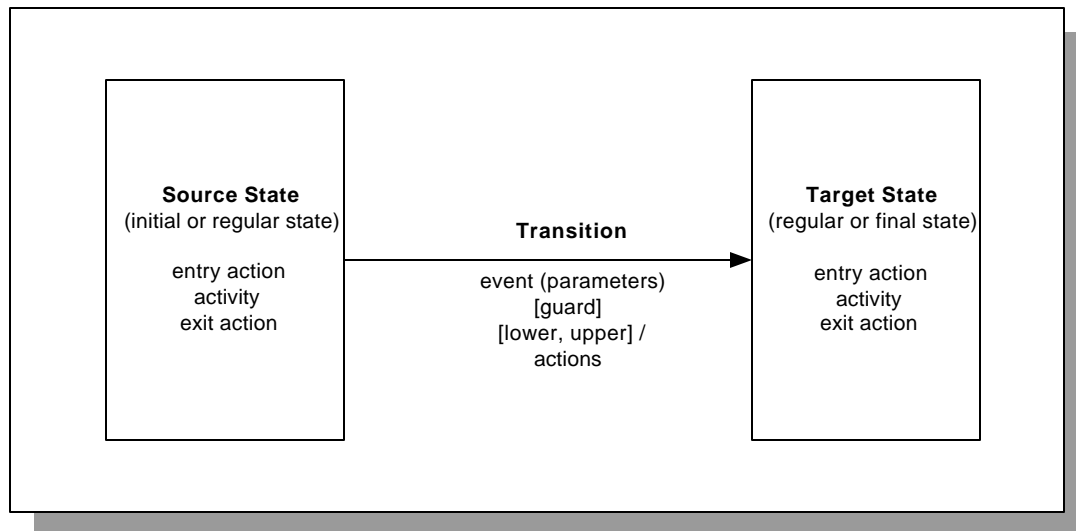 Source State
(initial or regular state)
entry action
activity
exit action
Transition
event (parameters)
[guard]
[lower, upper] /
actions
Target State
(regular or final state)
entry action
activity
exit action